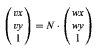 (vx
vy
1) = N · (wx
wy
1)